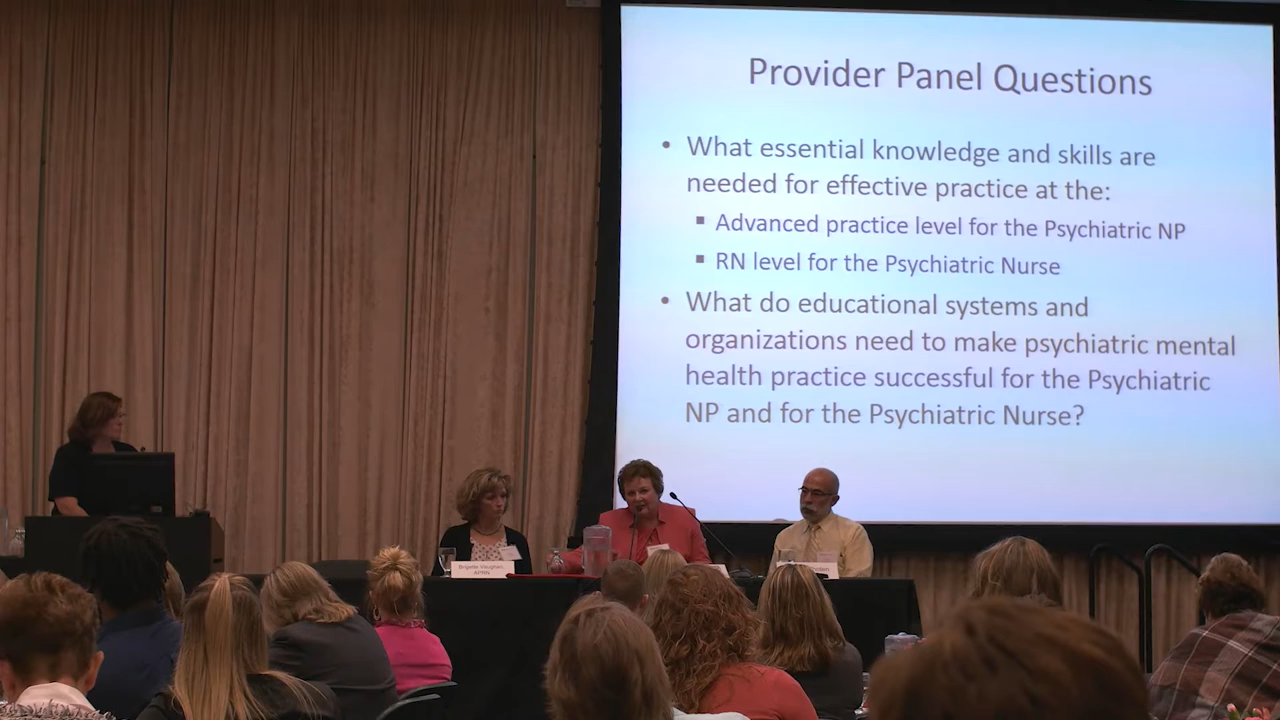 Provider Panel Questions
• What essential knowledge and skills are
needed for effective practice at the:
▪ Advanced practice level for the Psychiatric NP
▪ RN level for the Psychiatric Nurse
• What do educational systems and
organizations need to make psychiatric mental
health practice successful for the Psychiatric
NP and for the Psychiatric Nurse?
Brigette Vaughan,
APRN